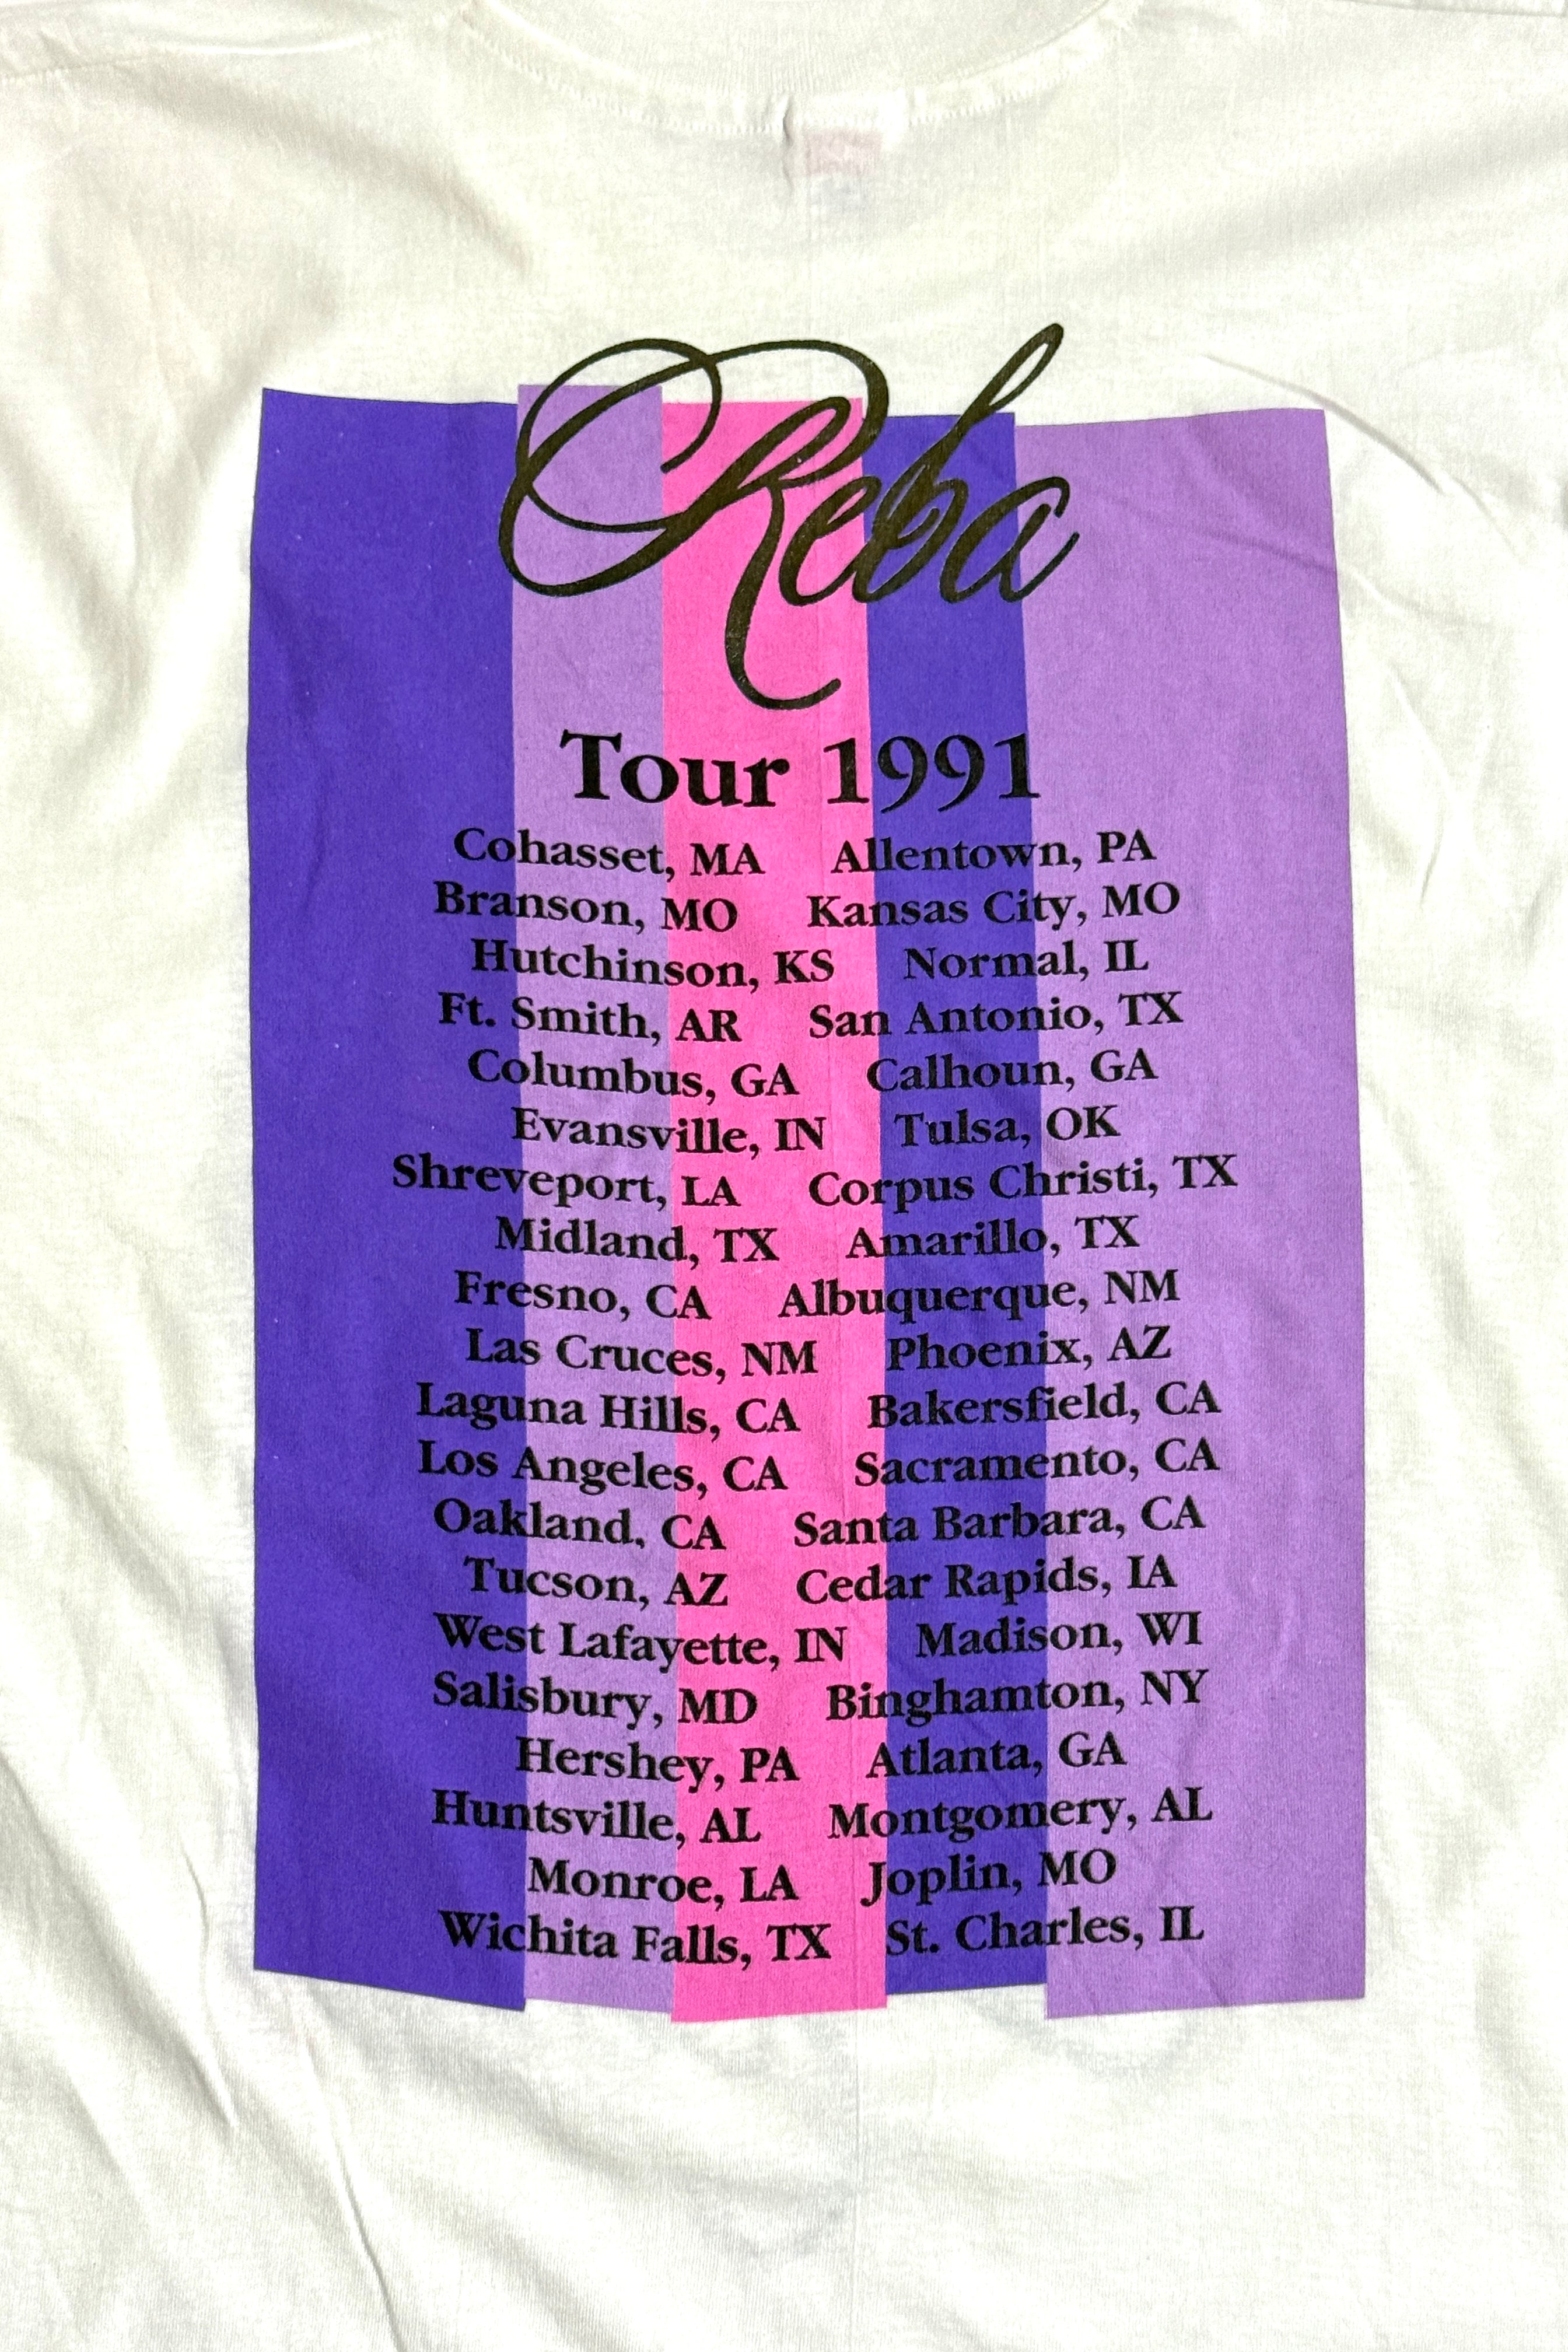 Reba
Tour 1991
Cohasset, MA Allentown, PA
Branson, MO Kansas City, MO
Hutchinson, KS Normal, IL
Ft. Smith, AR San Antonio, TX
Columbus, GA Calhoun, GA
Evansville, IN Tulsa, OK
Shreveport, LA Corpus Christi, TX
Midland, TX Amarillo, TX
Fresno, CA Albuquerque, NM
Las Cruces, NM Phoenix, AZ
Laguna Hills, CA Bakersfield, CA
Los Angeles, CA Sacramento, CA
Oakland, CA Santa Barbara, CA
Tucson, AZ Cedar Rapids, IA
West Lafayette, IN Madison, WI
Salisbury, MD Binghamton, NY
Hershey, PA Atlanta, GA
Huntsville, AL Montgomery, AL
Monroe, LA Joplin, MO
Wichita Falls, TX St. Charles, IL